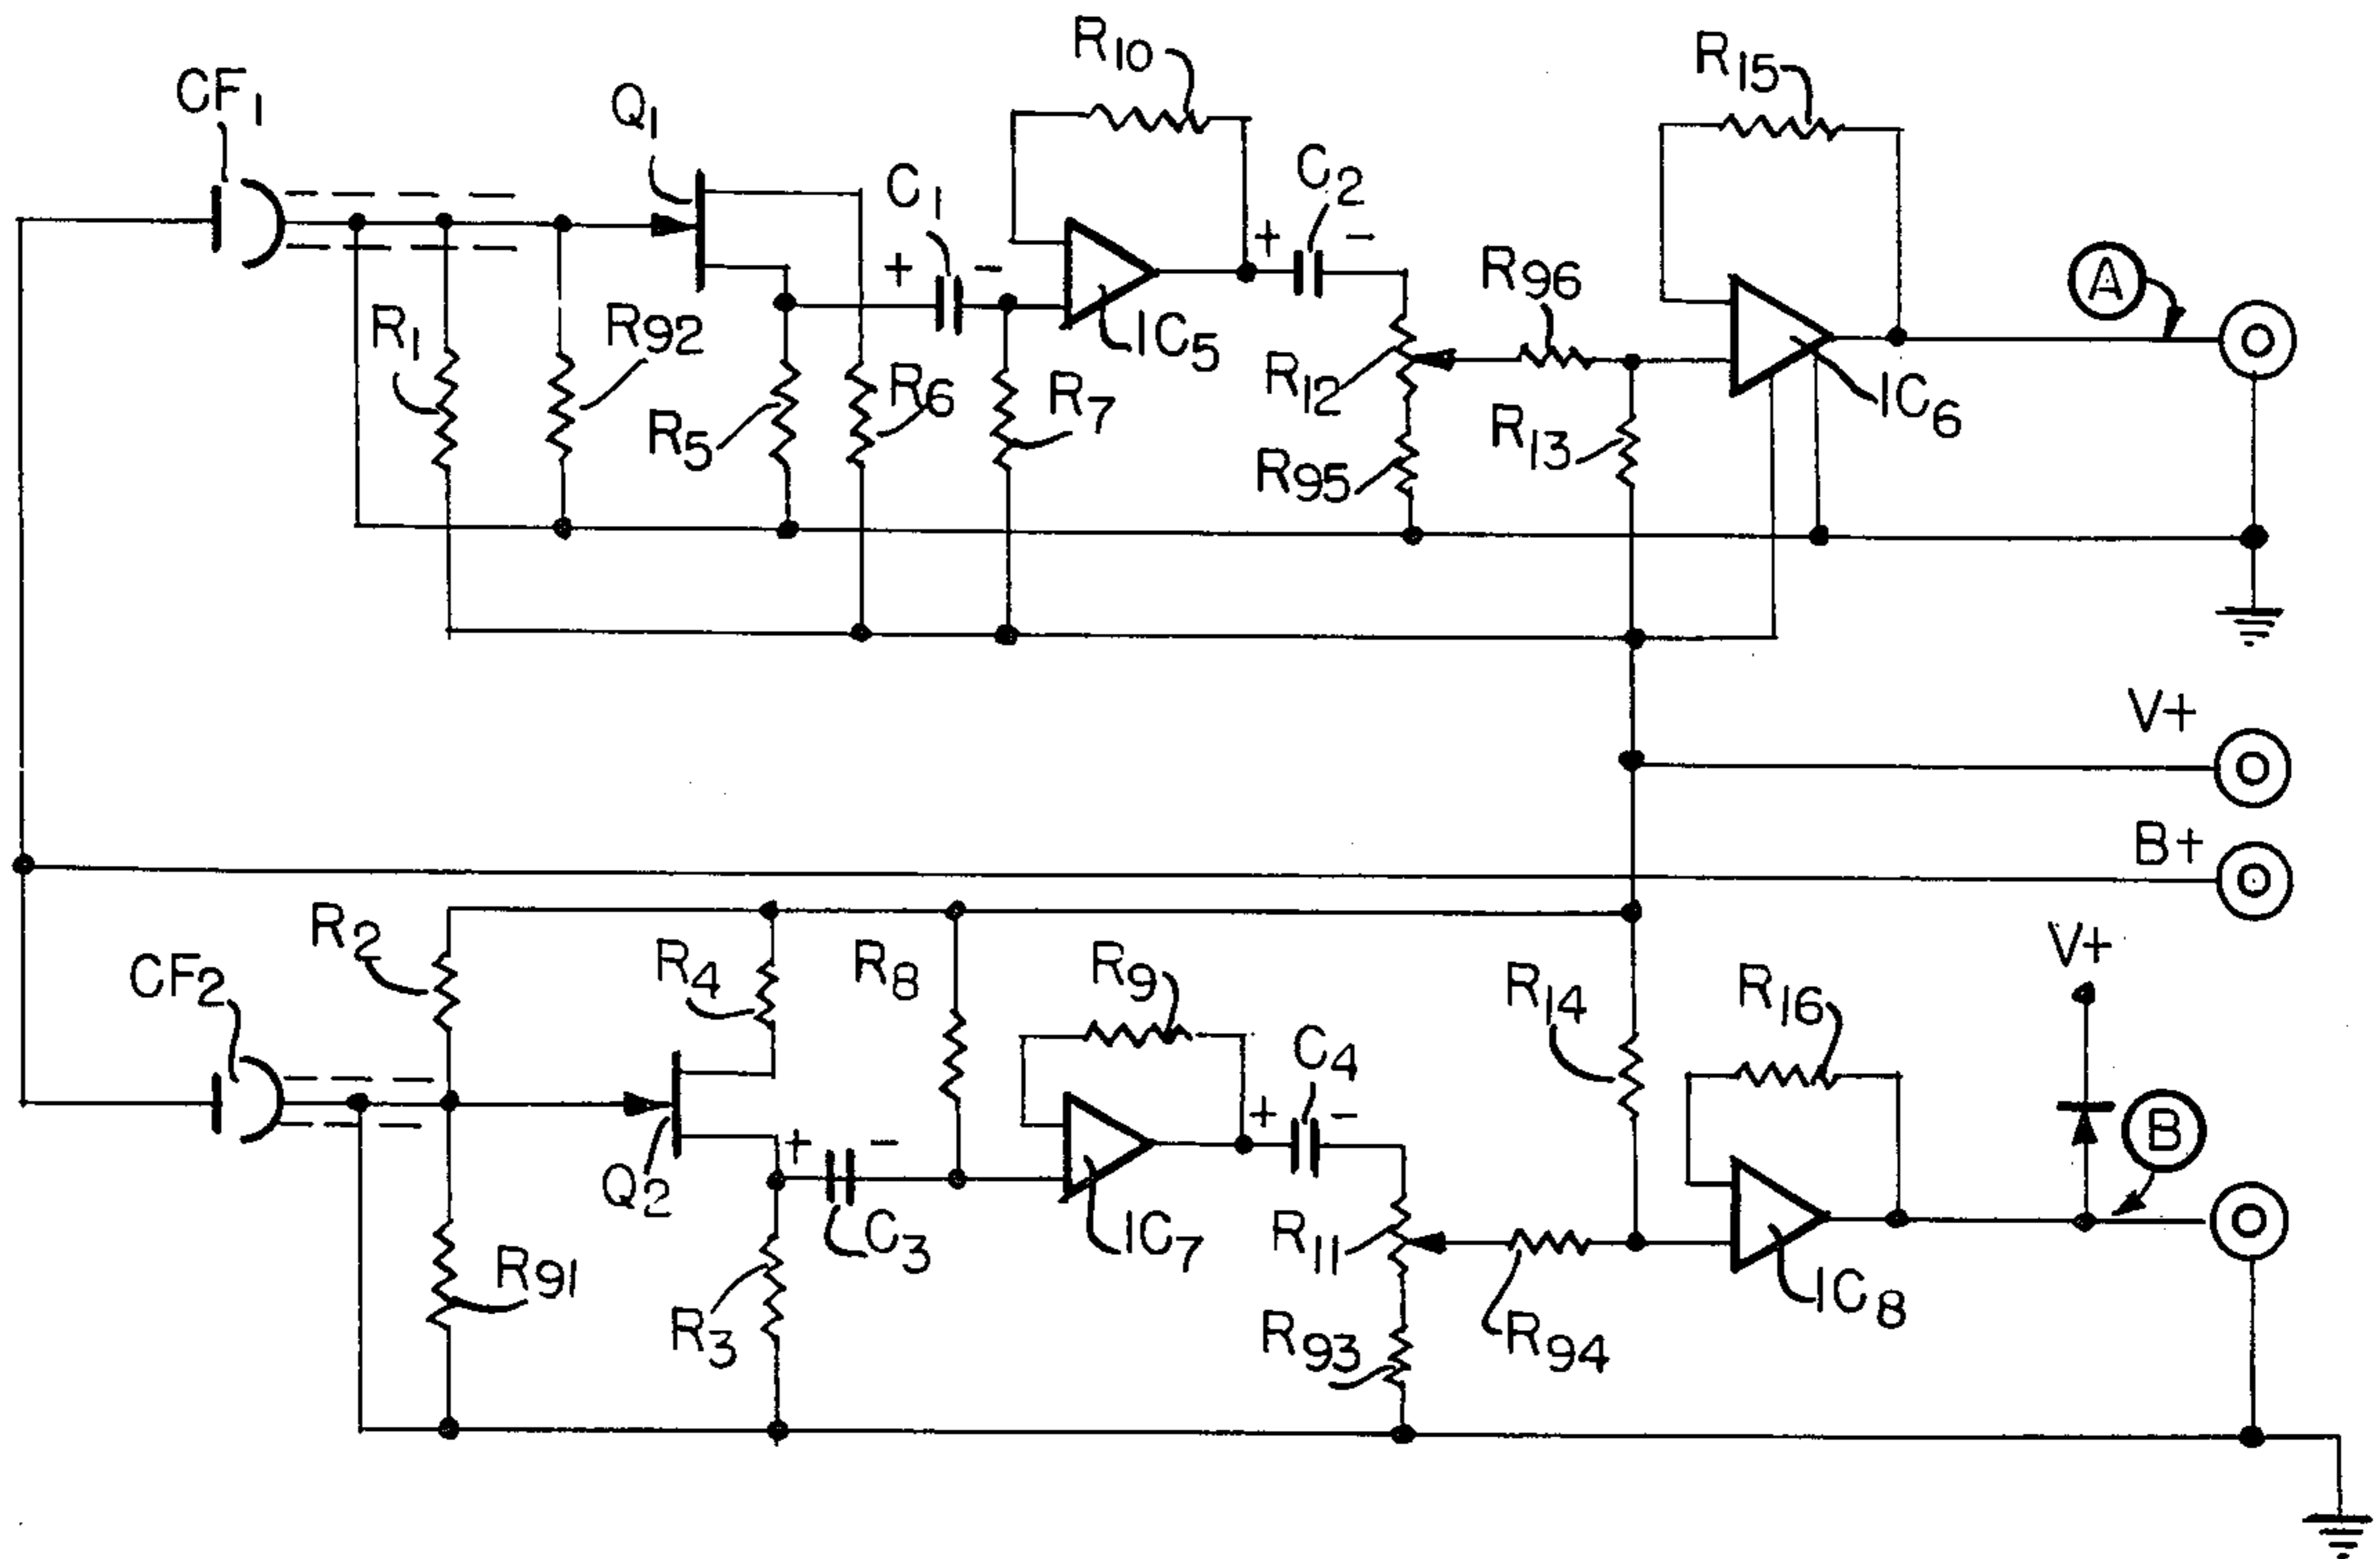 CF1
Q1
R10
R15
C1
C2
R96
A
R1
R92
R5
R6
R7
IC5
R12
R95
R13
IC6
+ -
+ -
V+
B+
R2
CF2
R4
R8
R9
C4
R14
R16
V+
B
Q2
+ -
C3
+ -
IC7
R11
R91
R3
R93
R94
IC8